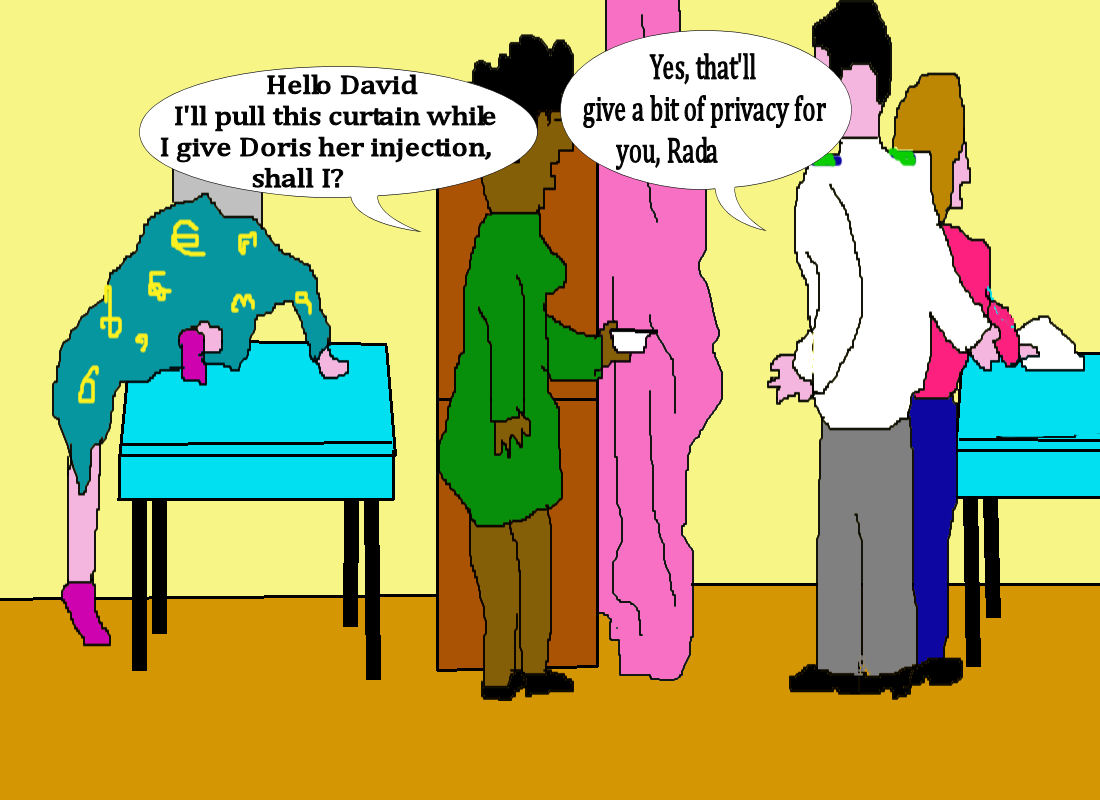 Hello David
I'll pull this curtain while
I give Doris her injection,
shall I?
Yes, that'll
give a bit of privacy for
you, Rada